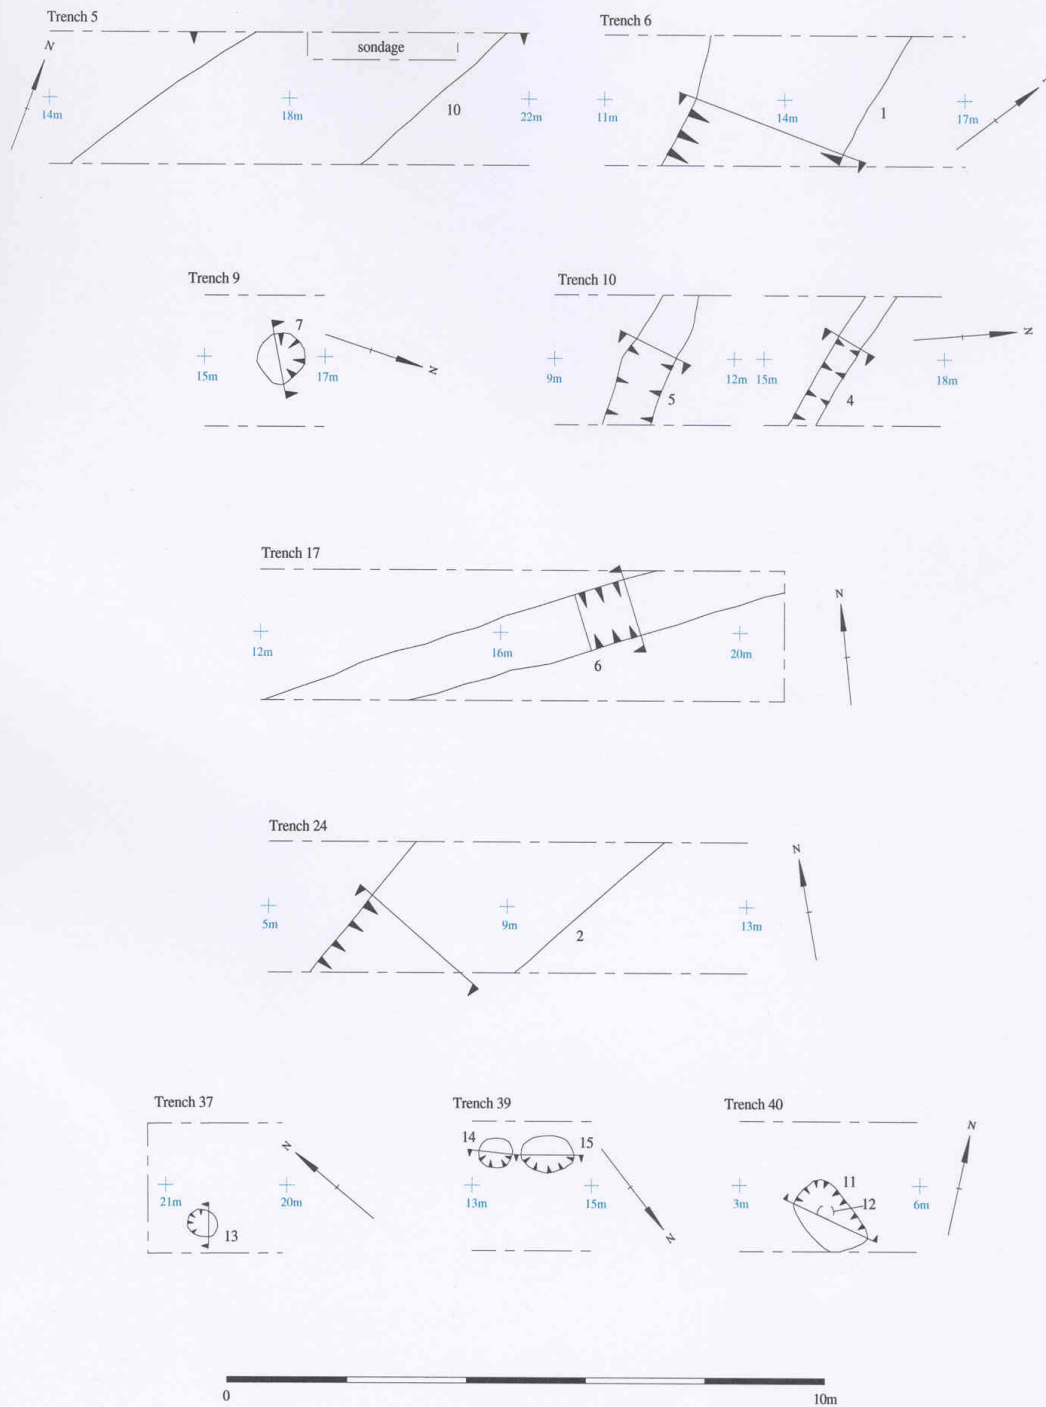 Trench 5
N
sondage
14m
18m
10
22m
Trench 6
11m
14m
1
17m
Trench 9
7
15m
17m
N
Trench 10
9m
5
12m
15m
4
18m
N
Trench 17
12m
16m
6
20m
N
Trench 24
5m
9m
2
13m
N
Trench 37
21m
20m
13
N
Trench 39
14
15
13m
15m
N
Trench 40
3m
11
12
6m
N
0
10m